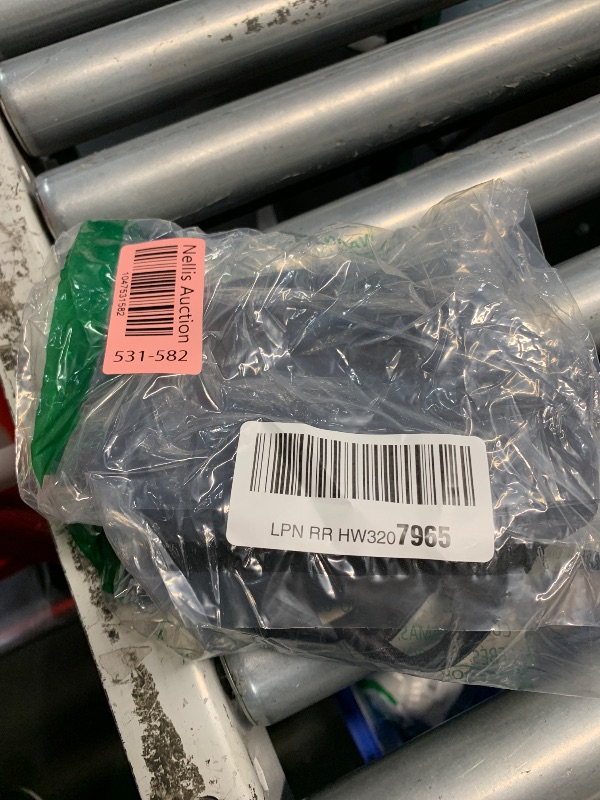 Nellis Auction
1047531582
531-582
LPN RR HW3207965